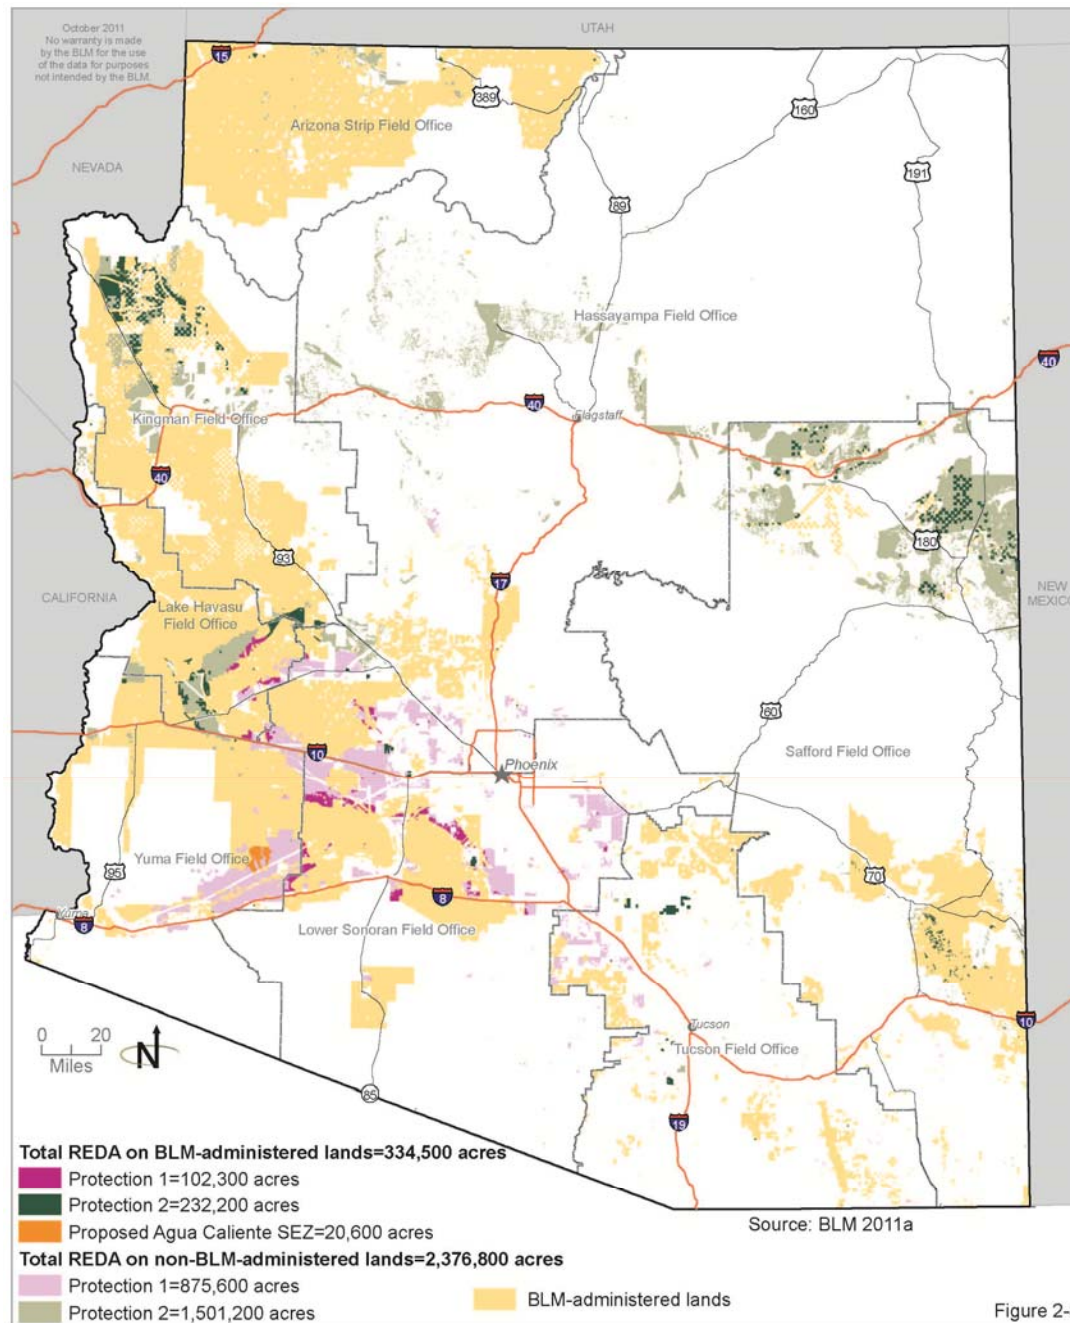 October 2011
No warranty is made
by the BLM for the use
of the data for purposes
not intended by the BLM.
UTAH
15
389
160
Arizona Strip Field Office
NEVADA
191
89
Hassayampa Field Office
40
40
Flagstaff
Kingman Field Office
40
180
93
17
CALIFORNIA
NEW
MEXICO
Lake Havasu
Field Office
60
Safford Field Office
10
Phoenix
Yuma Field Office
95
70
8
Yuma
8
Lower Sonoran Field Office
10
Tucson
Tucson Field Office
0 20
Miles
N
85
19
Total REDA on BLM-administered lands=334,500 acres
Protection 1=102,300 acres
Protection 2=232,200 acres
Proposed Agua Caliente SEZ=20,600 acres
Source: BLM 2011a
Total REDA on non-BLM-administered lands=2,376,800 acres
Protection 1=875,600 acres
Protection 2=1,501,200 acres
BLM-administered lands
Figure 2-